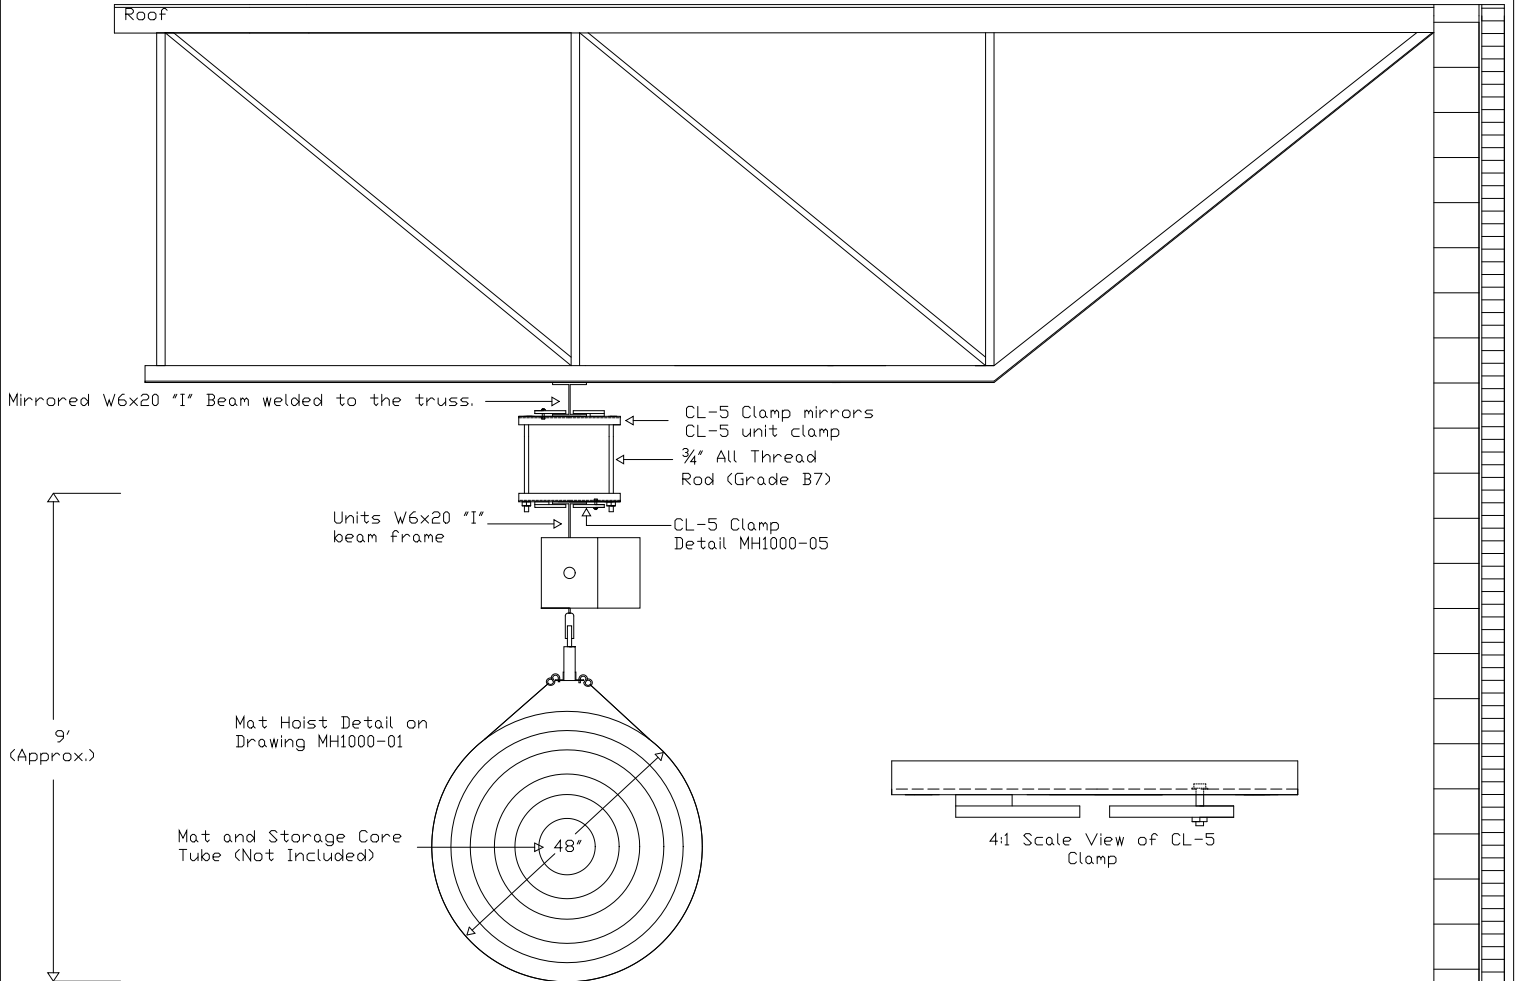 Roof
Mirrored W6x20 "I" Beam welded to the truss.
CL-5 Clamp mirrors
CL-5 unit clamp
¾" All Thread
Rod (Grade B7)
Units W6x20 "I"
beam frame
CL-5 Clamp
Detail MH1000-05
Mat Hoist Detail on
Drawing MH1000-01
9'
(Approx.)
Mat and Storage Core
Tube (Not Included)
48"
4:1 Scale View of CL-5
Clamp